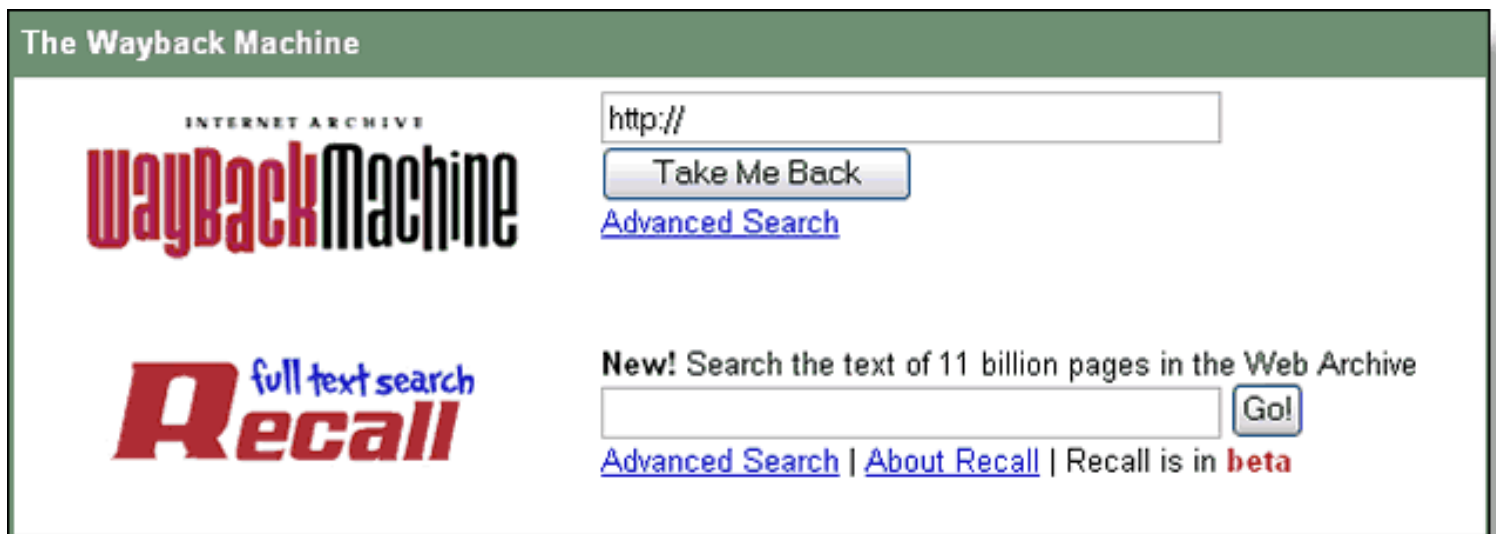 The Wayback Machine
INTERNET ARCHIVE
WayBackMachine
http://
Take Me Back
Advanced Search
full text search
Recall
New! Search the text of 11 billion pages in the Web Archive
Go!
Advanced Search | About Recall | Recall is in beta